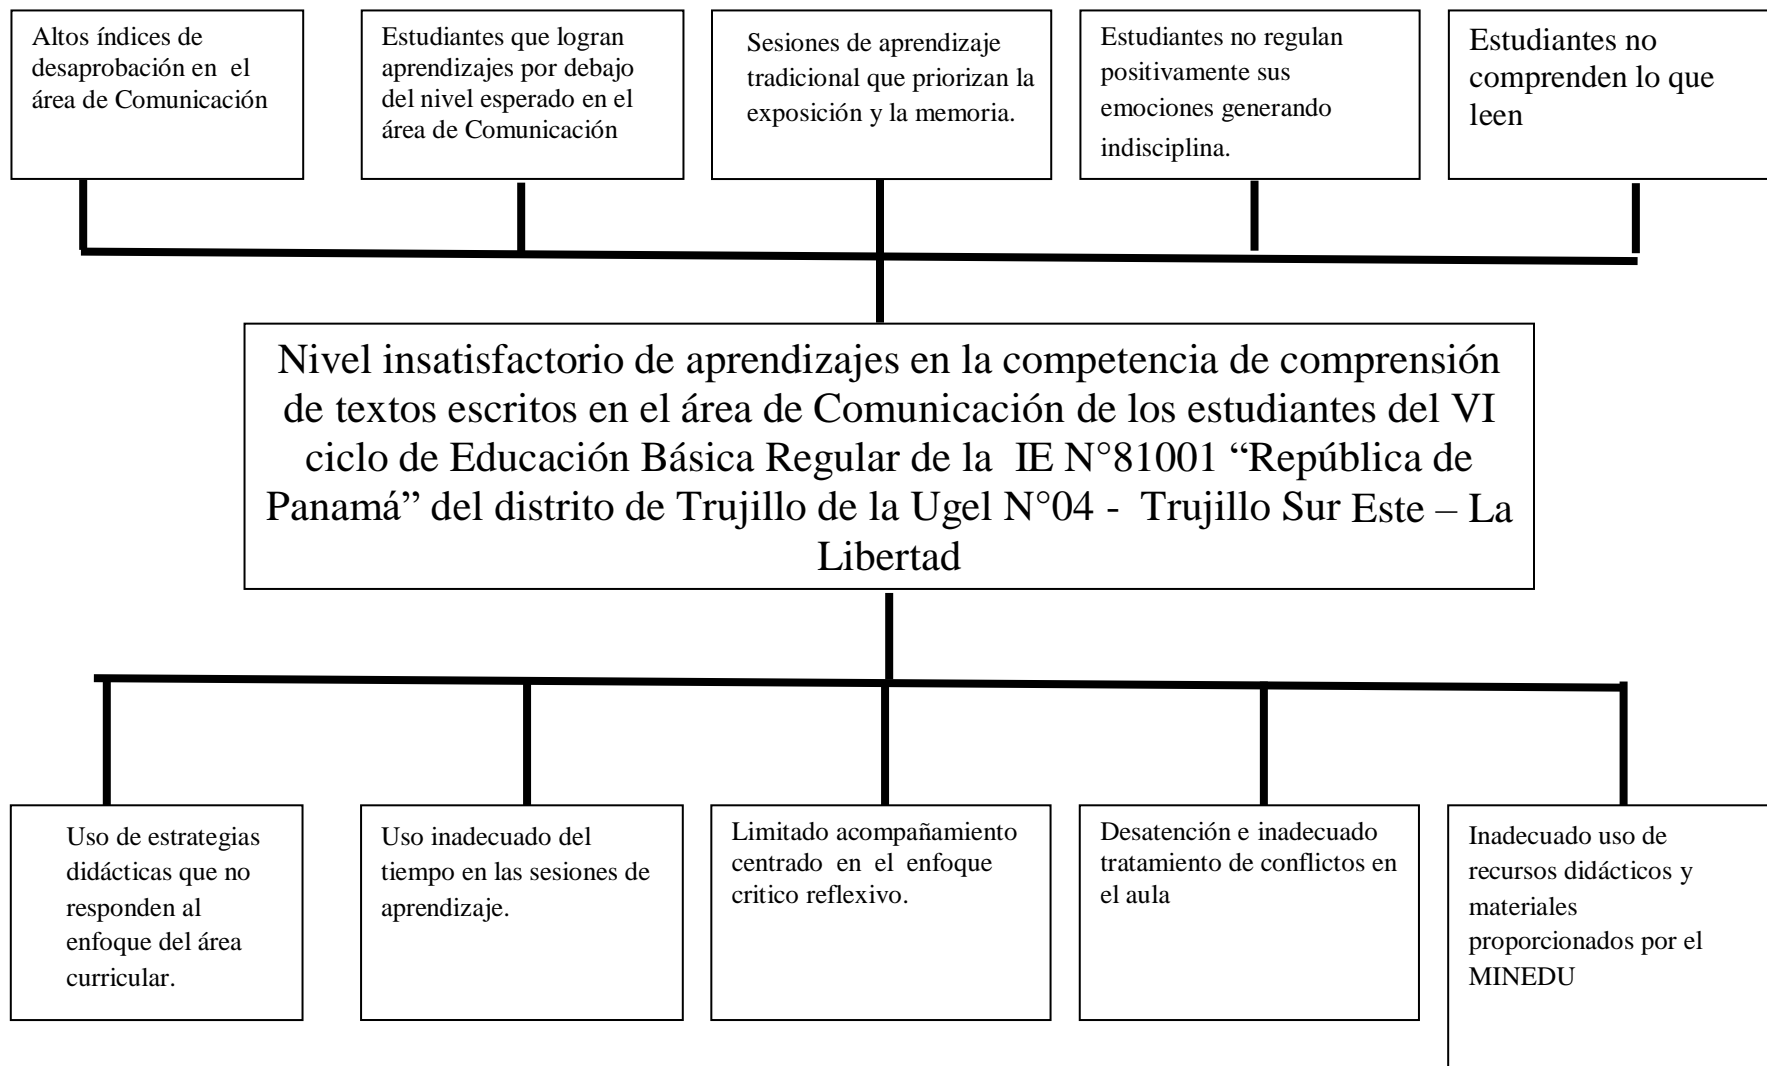 Altos índices de
desaprobación en el
área de Comunicación
Estudiantes que logran
aprendizajes por debajo
del nivel esperado en el
área de Comunicación
Sesiones de aprendizaje
tradicional que priorizan la
exposición y la memoria.
Estudiantes no regulan
positivamente sus
emociones generando
indisciplina.
Estudiantes no
comprenden lo que
leen
Nivel insatisfactorio de aprendizajes en la competencia de comprensión
de textos escritos en el área de Comunicación de los estudiantes del VI
ciclo de Educación Básica Regular de la IE N°81001 “República de
Panamá” del distrito de Trujillo de la Ugel N°04 - Trujillo Sur Este – La
Libertad
Uso de estrategias
didácticas que no
responden al
enfoque del área
curricular.
Uso inadecuado del
tiempo en las sesiones de
aprendizaje.
Limitado acompañamiento
centrado en el enfoque
critico reflexivo.
Desatención e inadecuado
tratamiento de conflictos en
el aula
Inadecuado uso de
recursos didácticos y
materiales
proporcionados por el
MINEDU